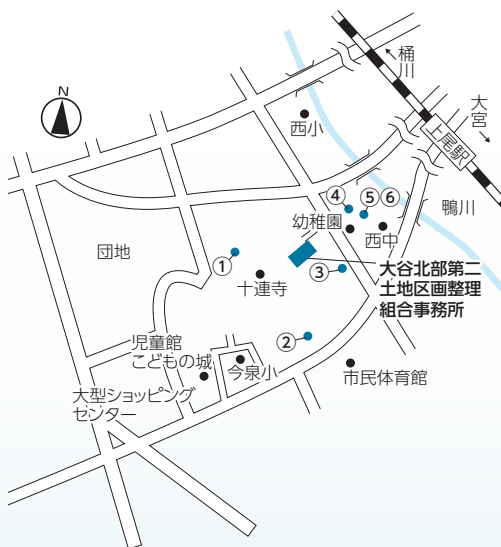 N
桶川
大宮
上尾駅
西小
鴨川
④
⑤⑥
幼稚園
西中
団地
①
十連寺
③
大谷北部第二
土地区画整理
組合事務所
②
児童館
こどもの城
今泉小
市民体育館
大型ショッピング
センター